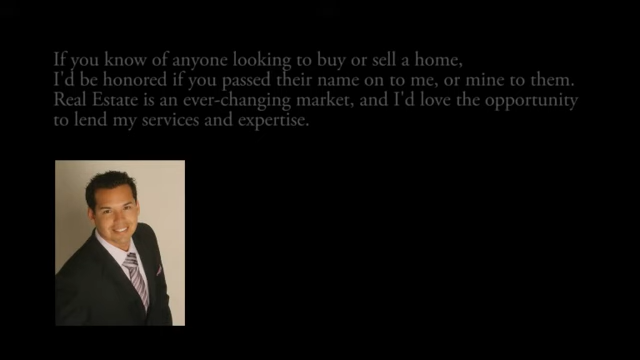 If you know of anyone looking to buy or sell a home,
I'd be honored if you passed their name on to me, or mine to them.
Real Estate is an ever-changing market, and I'd love the opportunity
to lend my services and expertise.